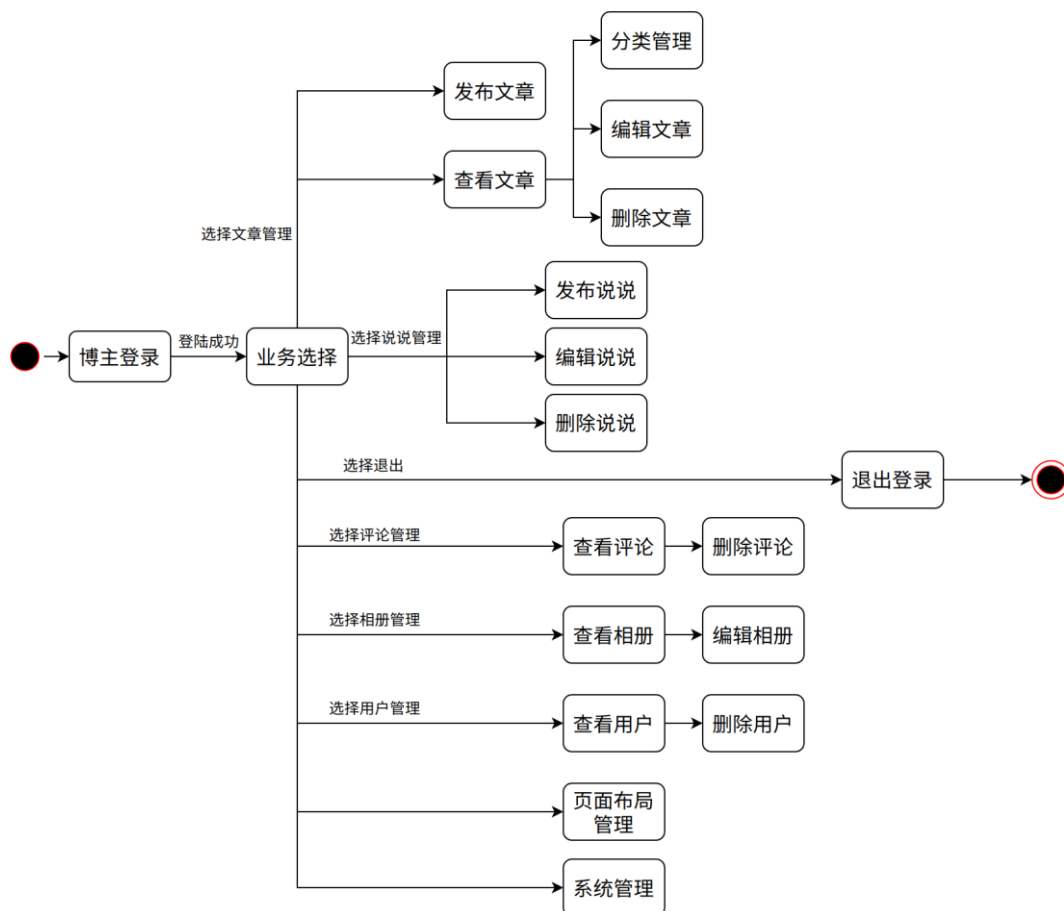 分类管理
发布文章
编辑文章
查看文章
删除文章
选择文章管理
发布说说
博主登录
登陆成功
业务选择
选择说说管理
编辑说说
删除说说
选择退出
退出登录
选择评论管理
查看评论
删除评论
选择相册管理
查看相册
编辑相册
选择用户管理
查看用户
删除用户
页面布局
管理
系统管理